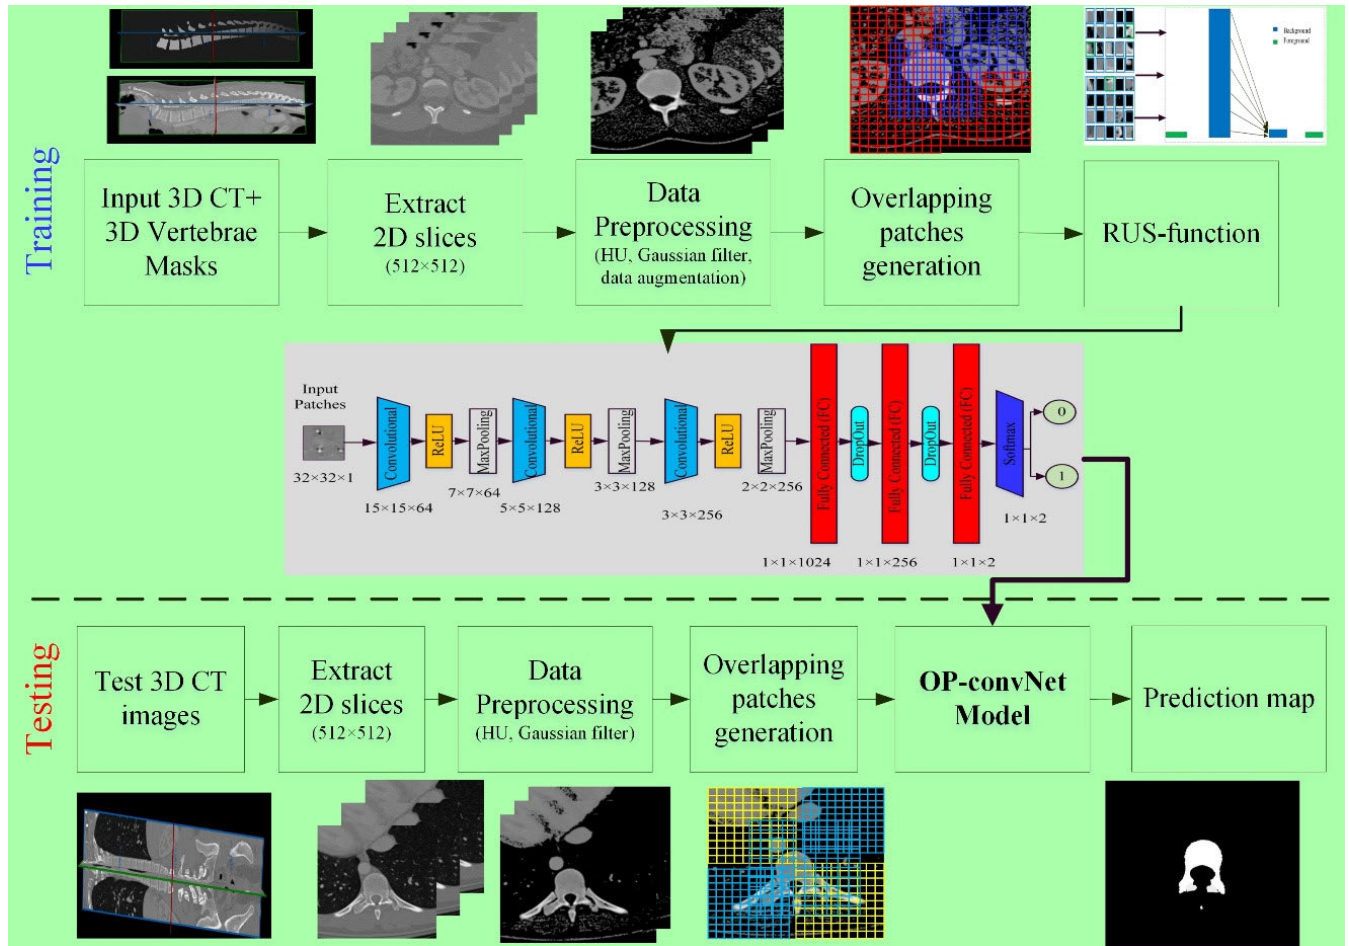 Training
Background
Foreground
Input 3D CT+
3D Vertebrae
Masks
Extract
2D slices
(512×512)
Data
Preprocessing
(HU, Gaussian filter,
data augmentation)
Overlapping
patches
generation
RUS-function
Input
Patches
32×32×1
Convolutional
15×15×64
ReLU
MaxPooling
7×7×64
Convolutional
5×5×128
ReLU
MaxPooling
3×3×128
Convolutional
3×3×256
ReLU
MaxPooling
2×2×256
Fully Connected (FC)
1×1×1024
DropOut
Fully Connected (FC)
1×1×256
DropOut
Fully Connected (FC)
1×1×2
Softmax
1×1×2
0
1
Testing
Test 3D CT
images
Extract
2D slices
(512×512)
Data
Preprocessing
(HU, Gaussian filter)
Overlapping
patches
generation
OP-convNet
Model
Prediction map